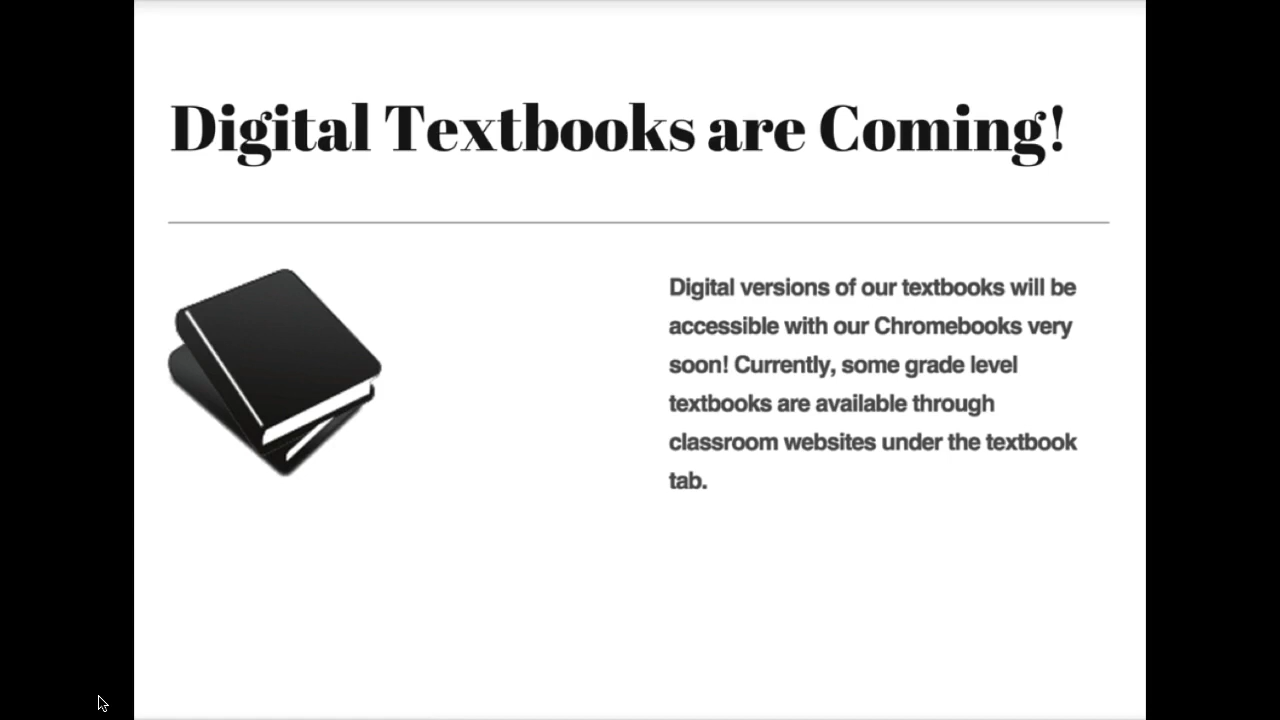 Digital Textbooks are Coming!
Digital versions of our textbooks will be
accessible with our Chromebooks very
soon! Currently, some grade level
textbooks are available through
classroom websites under the textbook
tab.